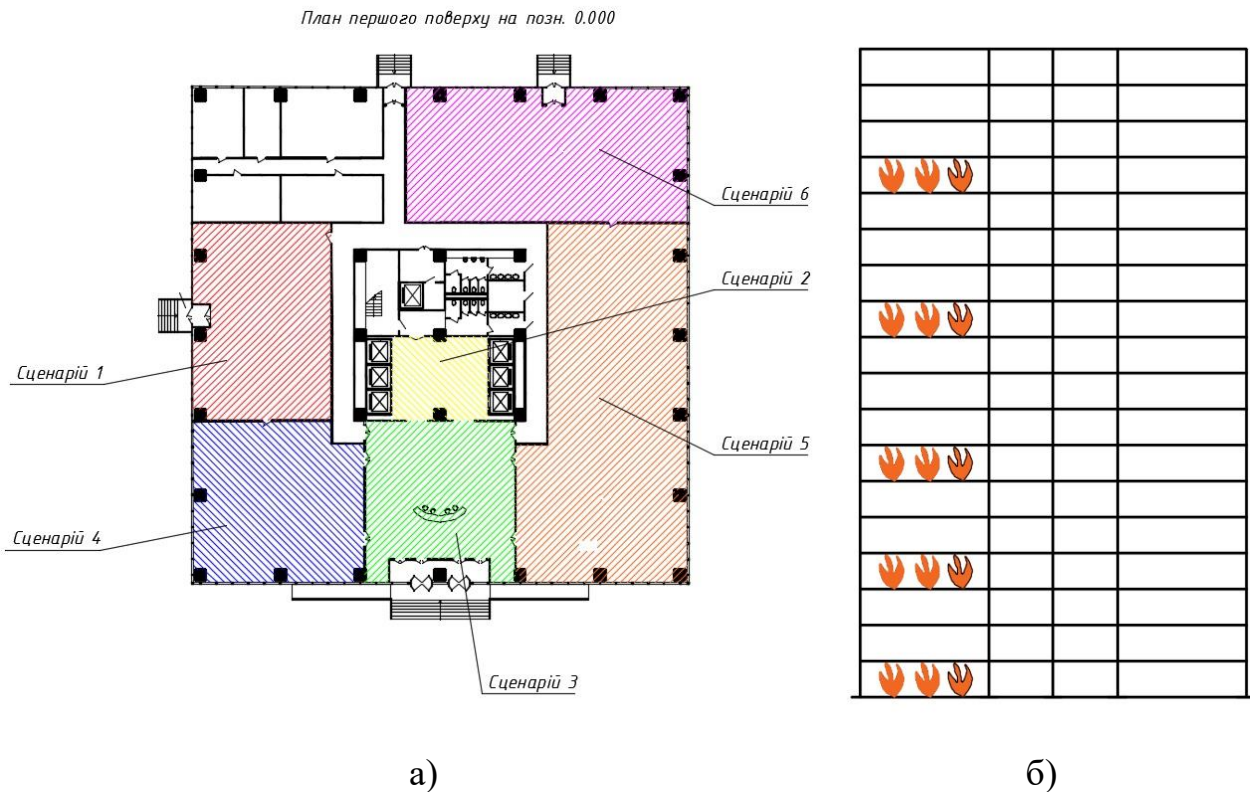 План першого поверху на позн. 0.000
Сценарій 6
Сценарій 2
Сценарій 1
Сценарій 5
Сценарій 4
Сценарій 3
а)
б)